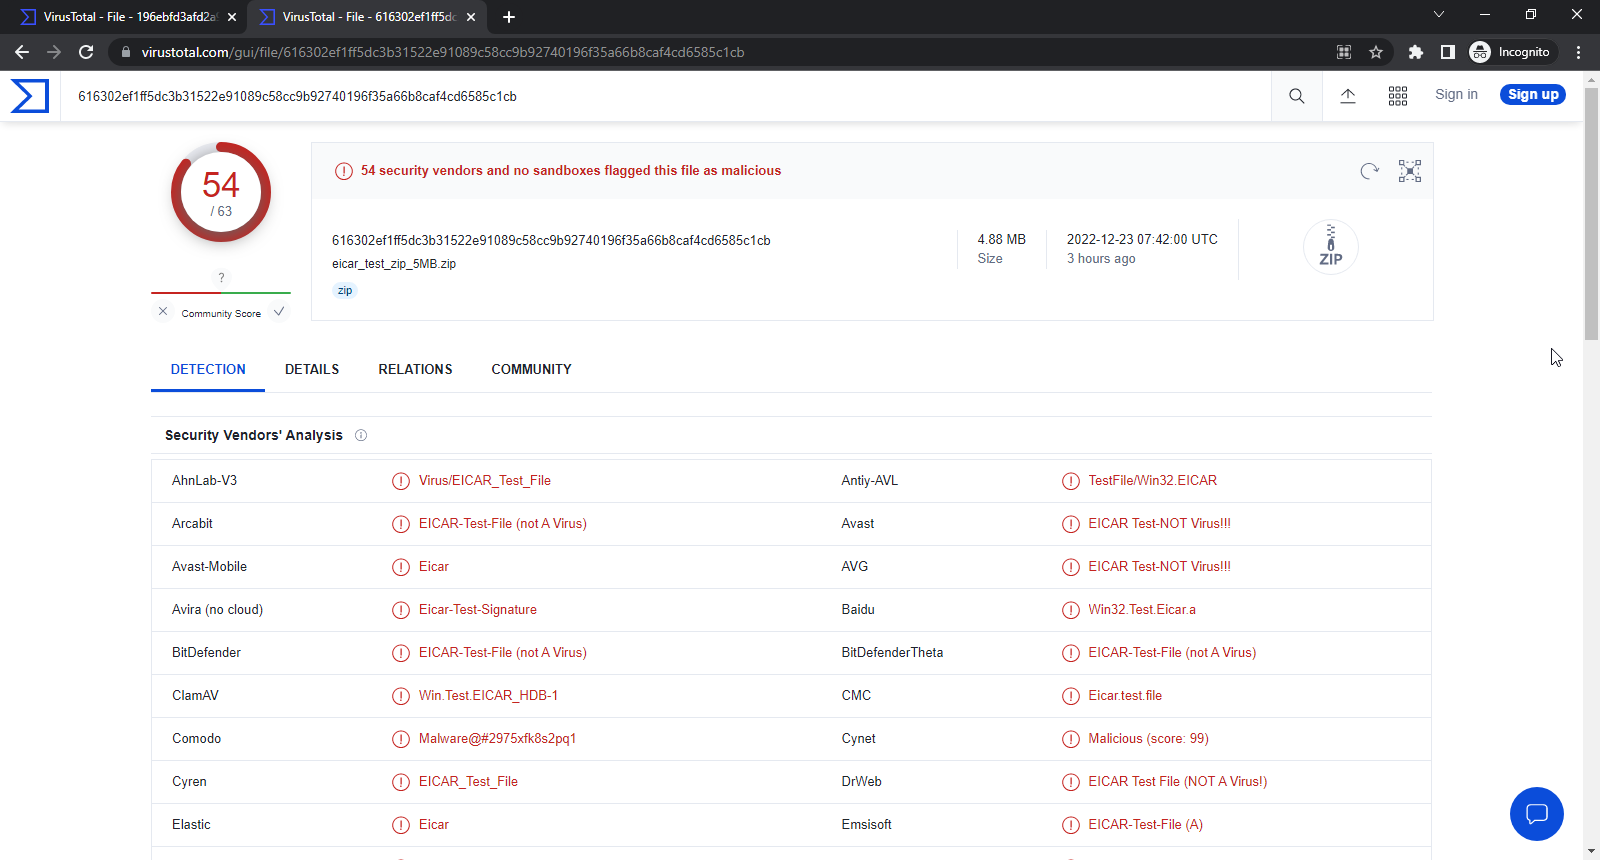 VirusTotal - File - 196ebfd3afd2a
VirusTotal - File - 616302ef1ff5dc
virustotal.com/gui/file/616302ef1ff5dc3b31522e91089c58cc9b92740196f35a66b8caf4cd6585c1cb
Incognito
616302ef1ff5dc3b31522e91089c58cc9b92740196f35a66b8caf4cd6585c1cb
Sign in
Sign up
54
/ 63
?
Community Score
54 security vendors and no sandboxes flagged this file as malicious
616302ef1ff5dc3b31522e91089c58cc9b92740196f35a66b8caf4cd6585c1cb
eicar_test_zip_5MB.zip
zip
4.88 MB
Size
2022-12-23 07:42:00 UTC
3 hours ago
ZIP
DETECTION DETAILS RELATIONS COMMUNITY
Security Vendors' Analysis
AhnLab-V3 Virus/EICAR_Test_File Antiy-AVL TestFile/Win32.EICAR
Arcabit EICAR-Test-File (not A Virus) Avast EICAR Test-NOT Virus!!!
Avast-Mobile Eicar AVG EICAR Test-NOT Virus!!!
Avira (no cloud) Eicar-Test-Signature Baidu Win32.Test.Eicar.a
BitDefender EICAR-Test-File (not A Virus) BitDefenderTheta EICAR-Test-File (not A Virus)
ClamAV Win.Test.EICAR_HDB-1 CMC Eicar.test.file
Comodo Malware@#2975xfk8s2pq1 Cynet Malicious (score: 99)
Cyren EICAR_Test_File DrWeb EICAR Test File (NOT A Virus!)
Elastic Eicar Emsisoft EICAR-Test-File (A)